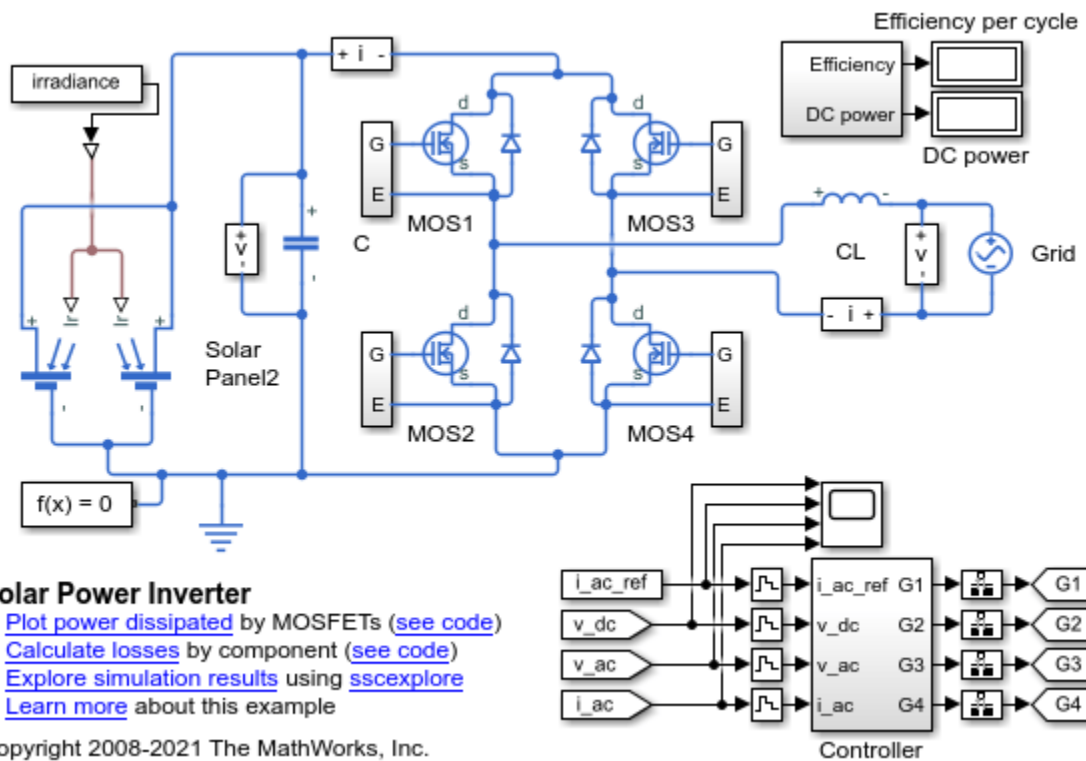 Efficiency per cycle
irradiance
+ i -
Efficiency
DC power
DC power
d
d
G
G
s
s
E
E
MOS1
MOS3
+
-
+
v
-
+
C
-
CL
+
v
-
Grid
- i +
Ir
Ir
+
+
-
-
Solar
Panel2
d
d
G
G
s
s
E
E
MOS2
MOS4
f(x) = 0
olar Power Inverter
Plot power dissipated by MOSFETs (see code)
Calculate losses by component (see code)
Explore simulation results using sscexplore
Learn more about this example
opyright 2008-2021 The MathWorks, Inc.
i_ac_ref
i_ac_ref G1
G1
v_dc
v_dc G2
G2
v_ac
v_ac G3
G3
i_ac
i_ac G4
G4
Controller